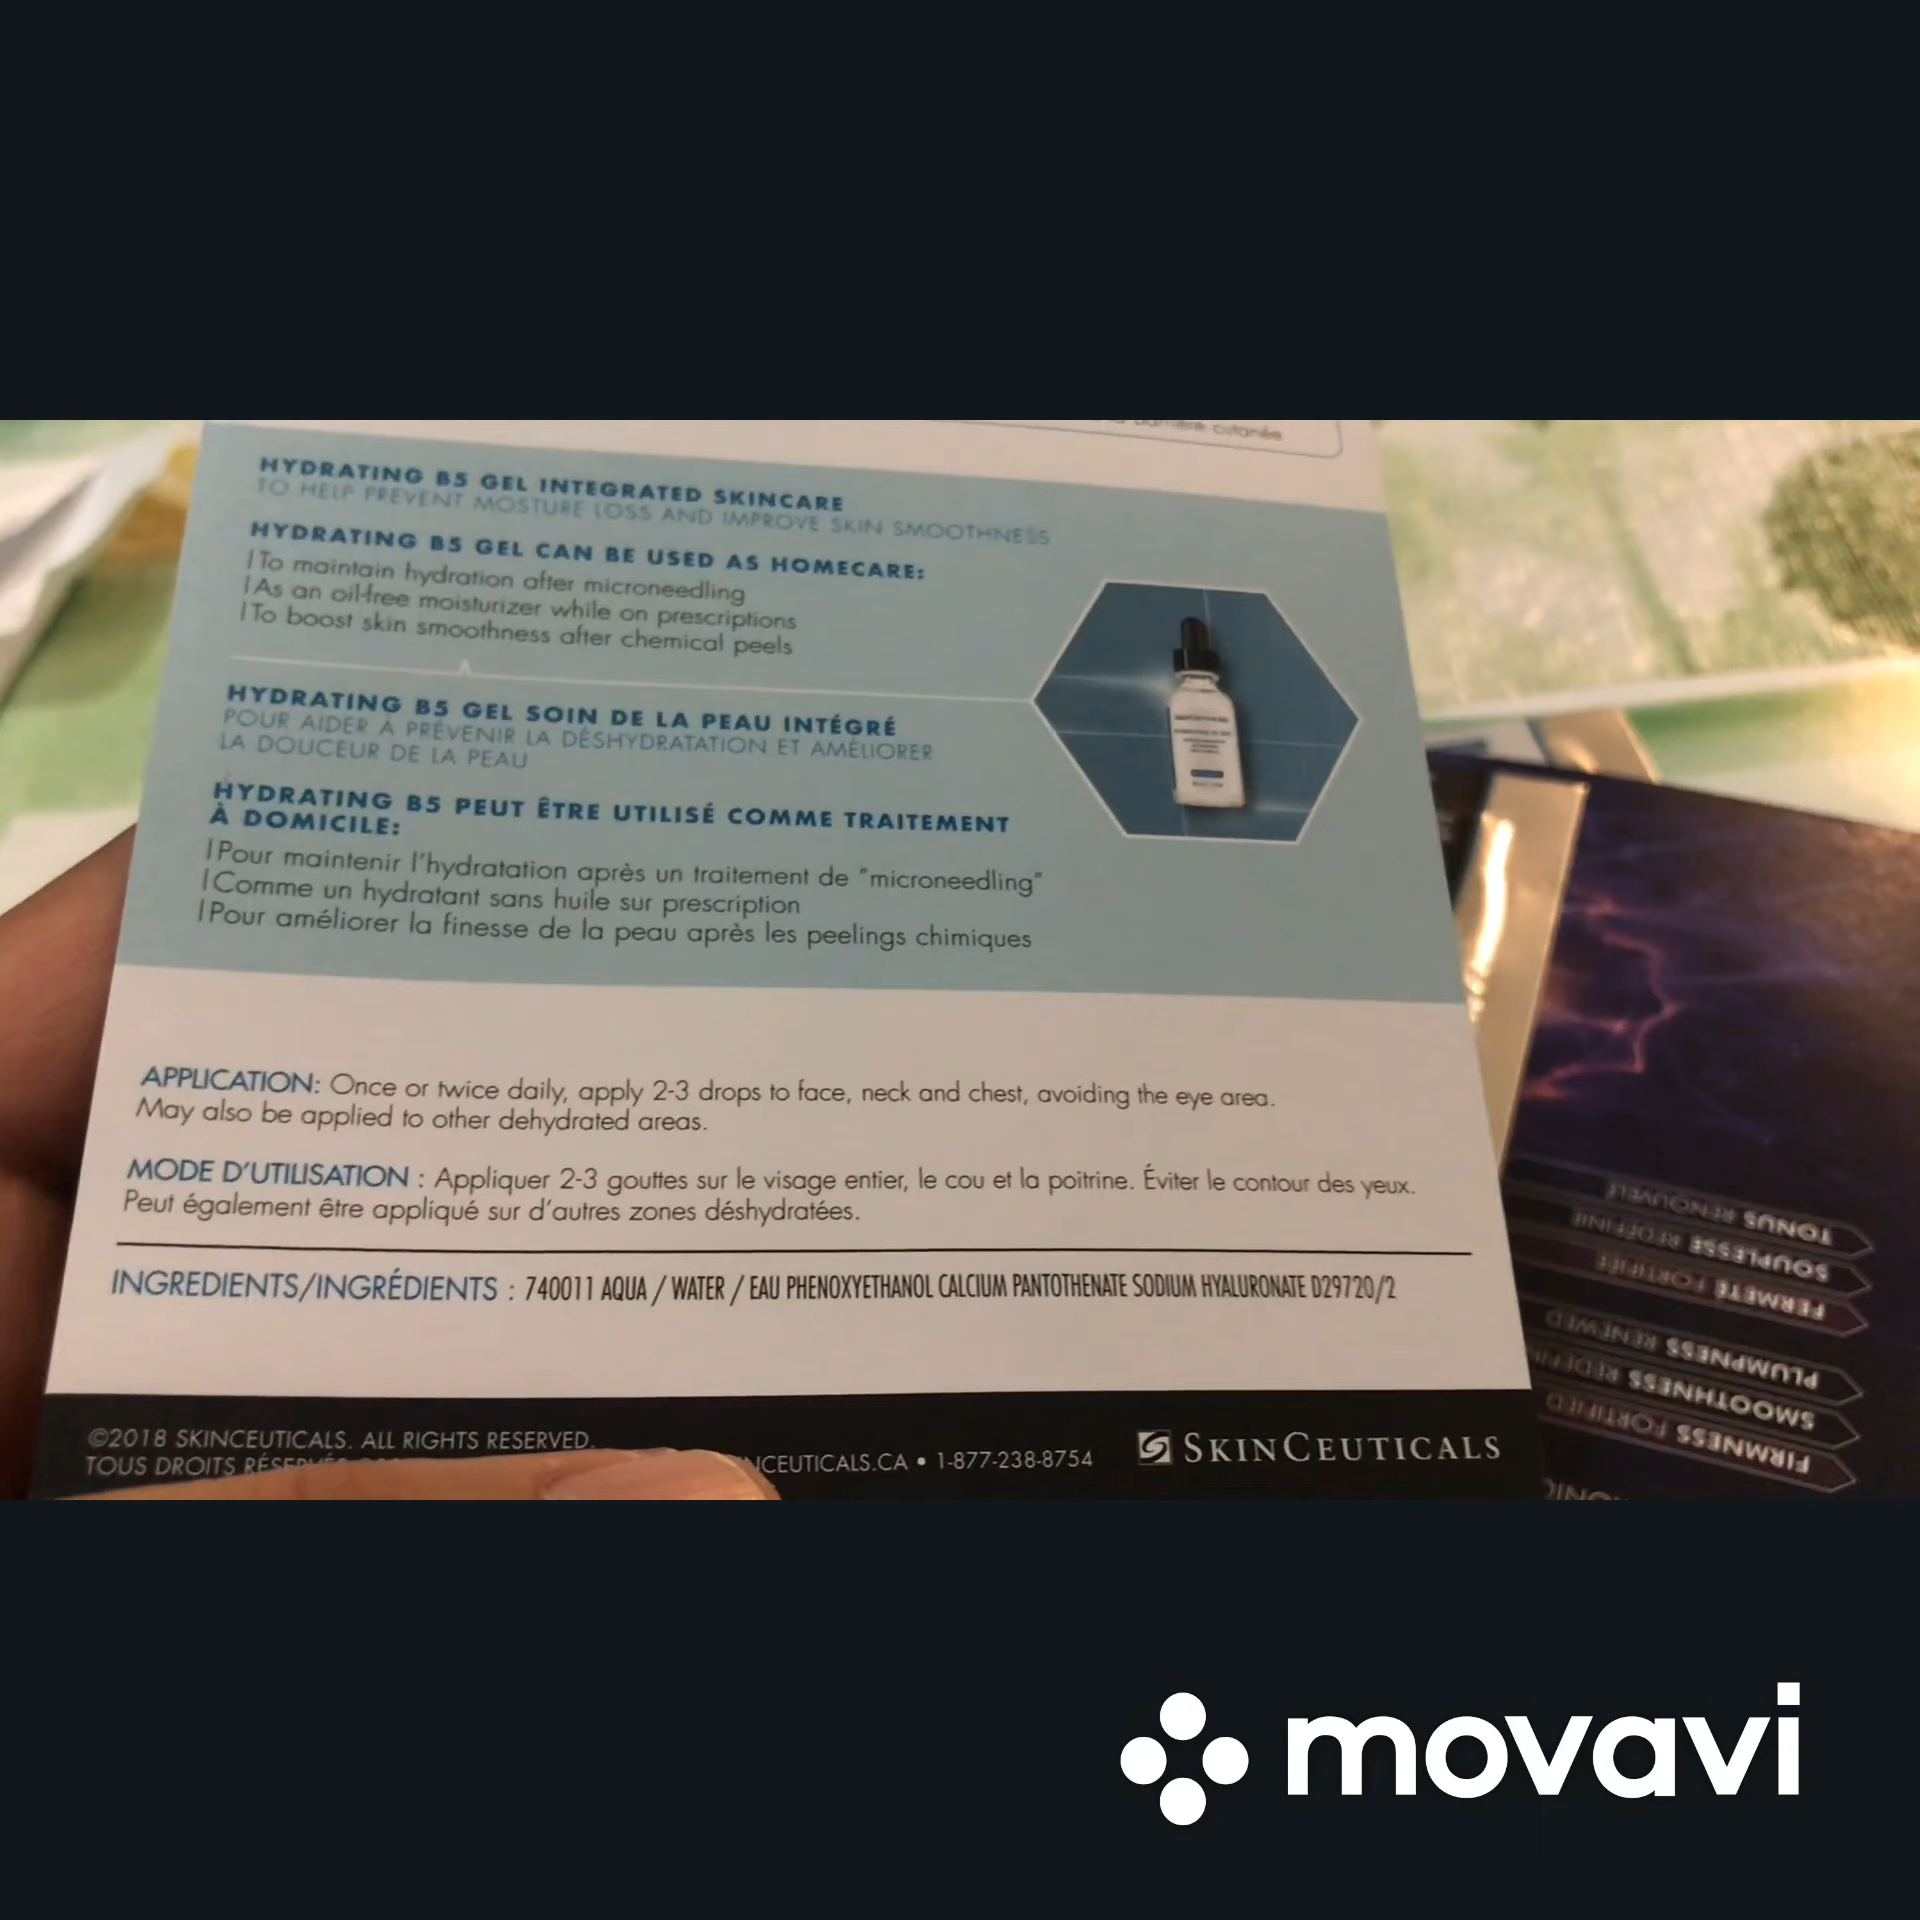 barrière cutanée
HYDRATING B5 GEL INTEGRATED SKINCARE
TO HELP PREVENT MOSTURE LOSS AND IMPROVE SKIN SMOOTHNESS
HYDRATING B5 GEL CAN BE USED AS HOMECARE:
| To maintain hydration after microneedling
| As an oil-free moisturizer while on prescriptions
| To boost skin smoothness after chemical peels
HYDRATING B5 GEL SOIN DE LA PEAU INTÉGRÉ
POUR AIDER À PRÉVENIR LA DÉSHYDRATATION ET AMÉLIORER
LA DOUCEUR DE LA PEAU
HYDRATING B5 PEUT ÊTRE UTILISÉ COMME TRAITEMENT
À DOMICILE:
| Pour maintenir l'hydratation après un traitement de "microneedling"
| Comme un hydratant sans huile sur prescription
| Pour améliorer la finesse de la peau après les peelings chimiques
APPLICATION: Once or twice daily, apply 2-3 drops to face, neck and chest, avoiding the eye area.
May also be applied to other dehydrated areas.
MODE D'UTILISATION : Appliquer 2-3 gouttes sur le visage entier, le cou et la poitrine. Éviter le contour des yeux.
Peut également être appliqué sur d'autres zones déshydratées.
INGREDIENTS/INGRÉDIENTS : 740011 AQUA / WATER / EAU PHENOXYETHANOL CALCIUM PANTOTHENATE SODIUM HYALURONATE D29720/2
©2018 SKINCEUTICALS. ALL RIGHTS RESERVED.
TOUS DROITS
NCEUTICALS.CA • 1-877-238-8754
SKINCEUTICALS
FIRMNESS FORTIFIED
SMOOTHNESS
PLUMPNESS RENEWED
FERMETÉ FORTIFIÉE
SOUPLESSE REDÉFINIE
TONUS RENOUVELÉ
movavi